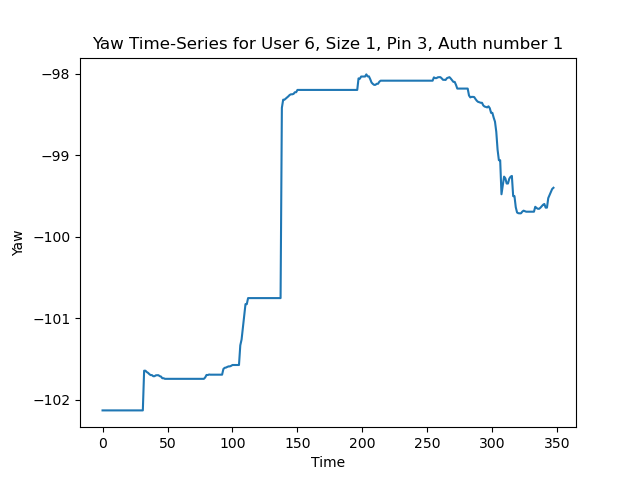 Yaw Time-Series for User 6, Size 1, Pin 3, Auth number 1
−98
−99
−100
−101
−102
Yaw
0 50 100 150 200 250 300 350
Time